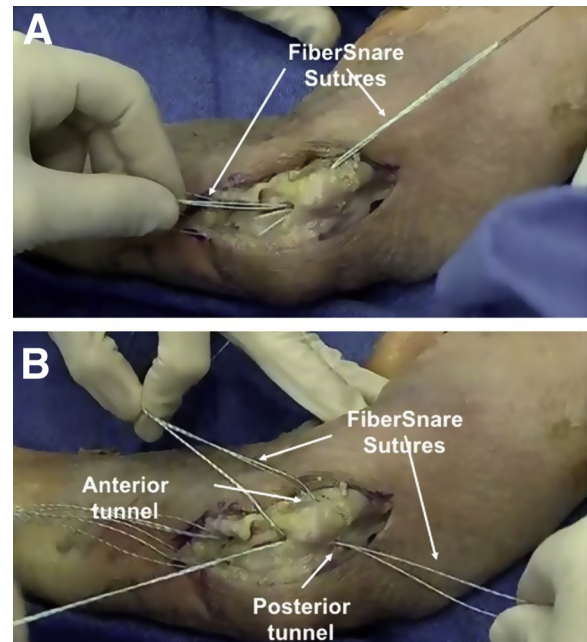 A
FiberSnare
Sutures
B
FiberSnare
Sutures
Anterior
tunnel
Posterior
tunnel